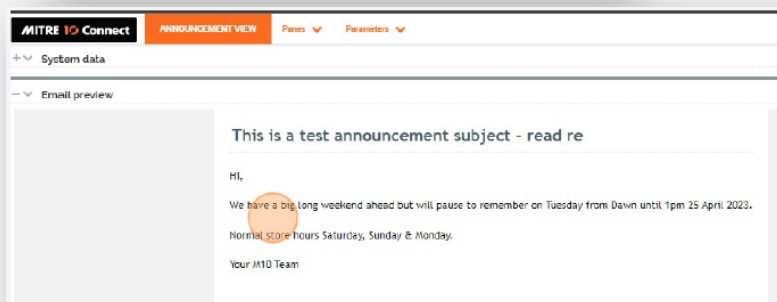 MITRE 10 Connect ANNOUNCEMENT VIEW Panes Parameters
System data
Email preview
This is a test announcement subject - read re
Hi,
We have a big long weekend ahead but will pause to remember on Tuesday from Dawn until 1pm 25 April 2023.
Normal store hours Saturday, Sunday & Monday.
Your M10 Team